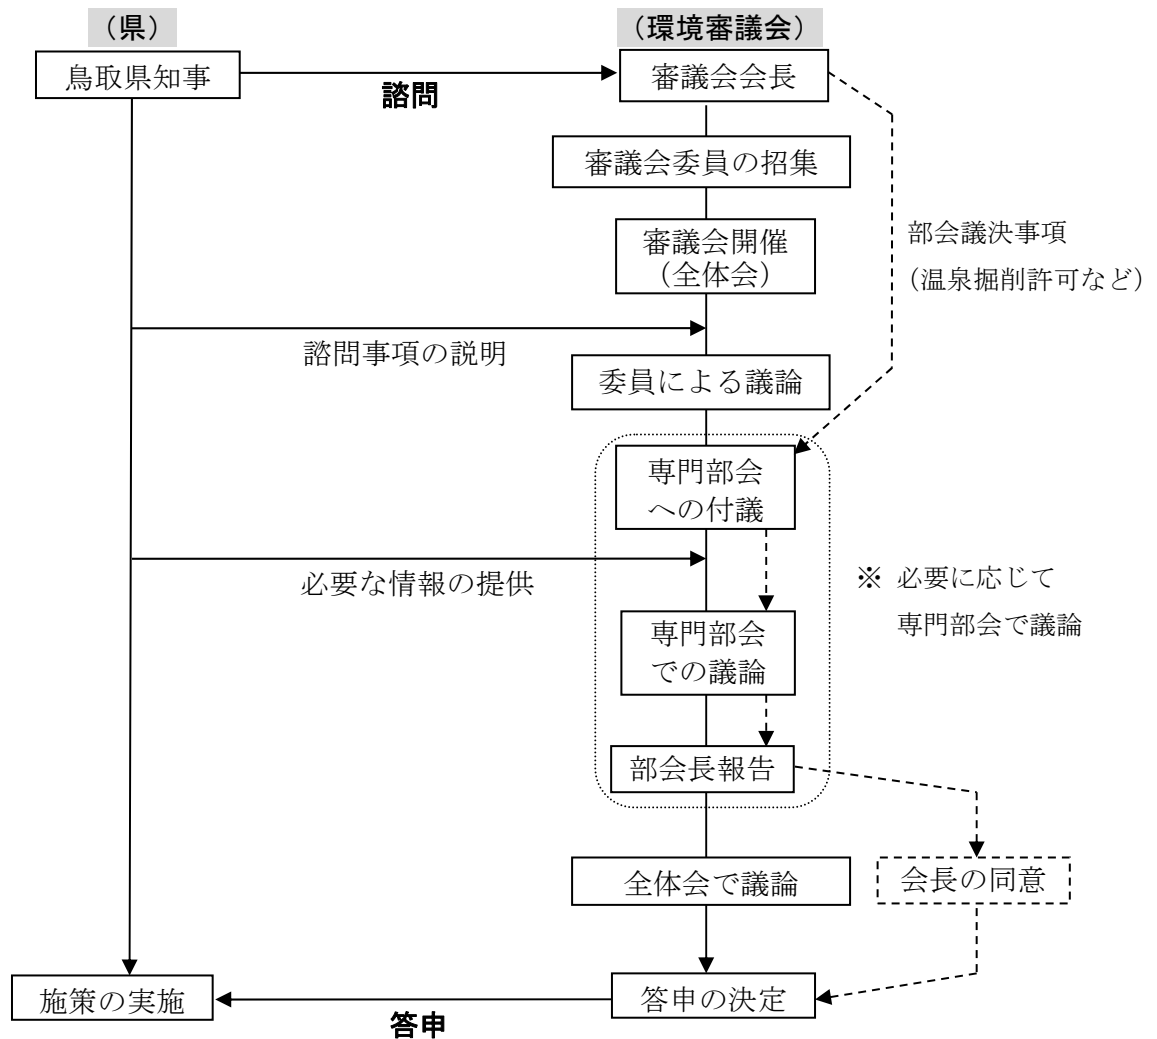 （県）
（環境審議会）
鳥取県知事
諮問
審議会会長
審議会委員の招集
審議会開催
（全体会）
部会議決事項
（温泉掘削許可など）
諮問事項の説明
委員による議論
専門部会
への付議
必要な情報の提供
※ 必要に応じて
専門部会で議論
専門部会
での議論
部会長報告
全体会で議論
会長の同意
施策の実施
答申
答申の決定